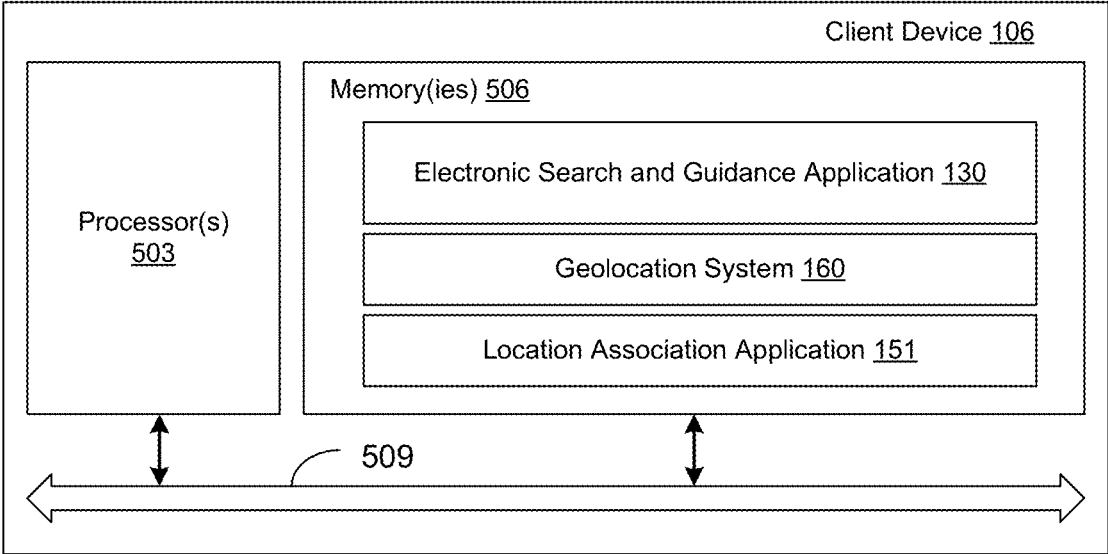 Client Device 106
Processor(s)
503
Memory(ies) 506
Electronic Search and Guidance Application 130
Geolocation System 160
Location Association Application 151
509